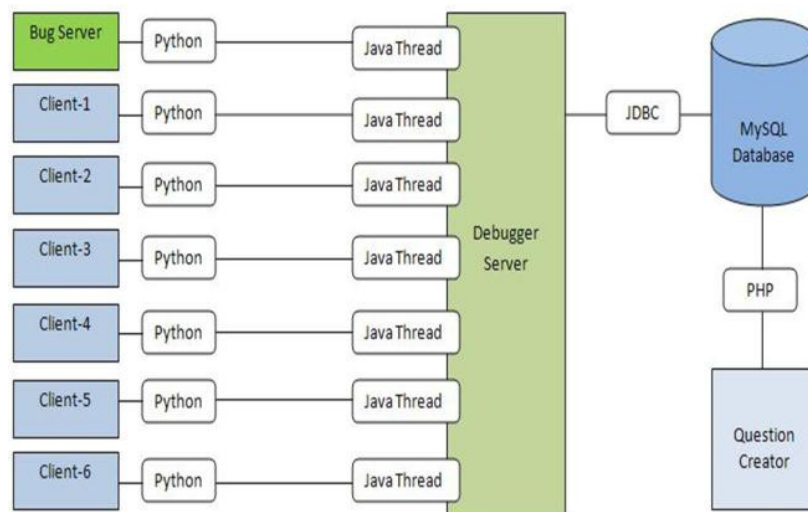 Bug Server
Python
Java Thread
Client-1
Python
Java Thread
Client-2
Python
Java Thread
Client-3
Python
Java Thread
Client-4
Python
Java Thread
Client-5
Python
Java Thread
Client-6
Python
Java Thread
Debugger
Server
JDBC
MySQL
Database
PHP
Question
Creator